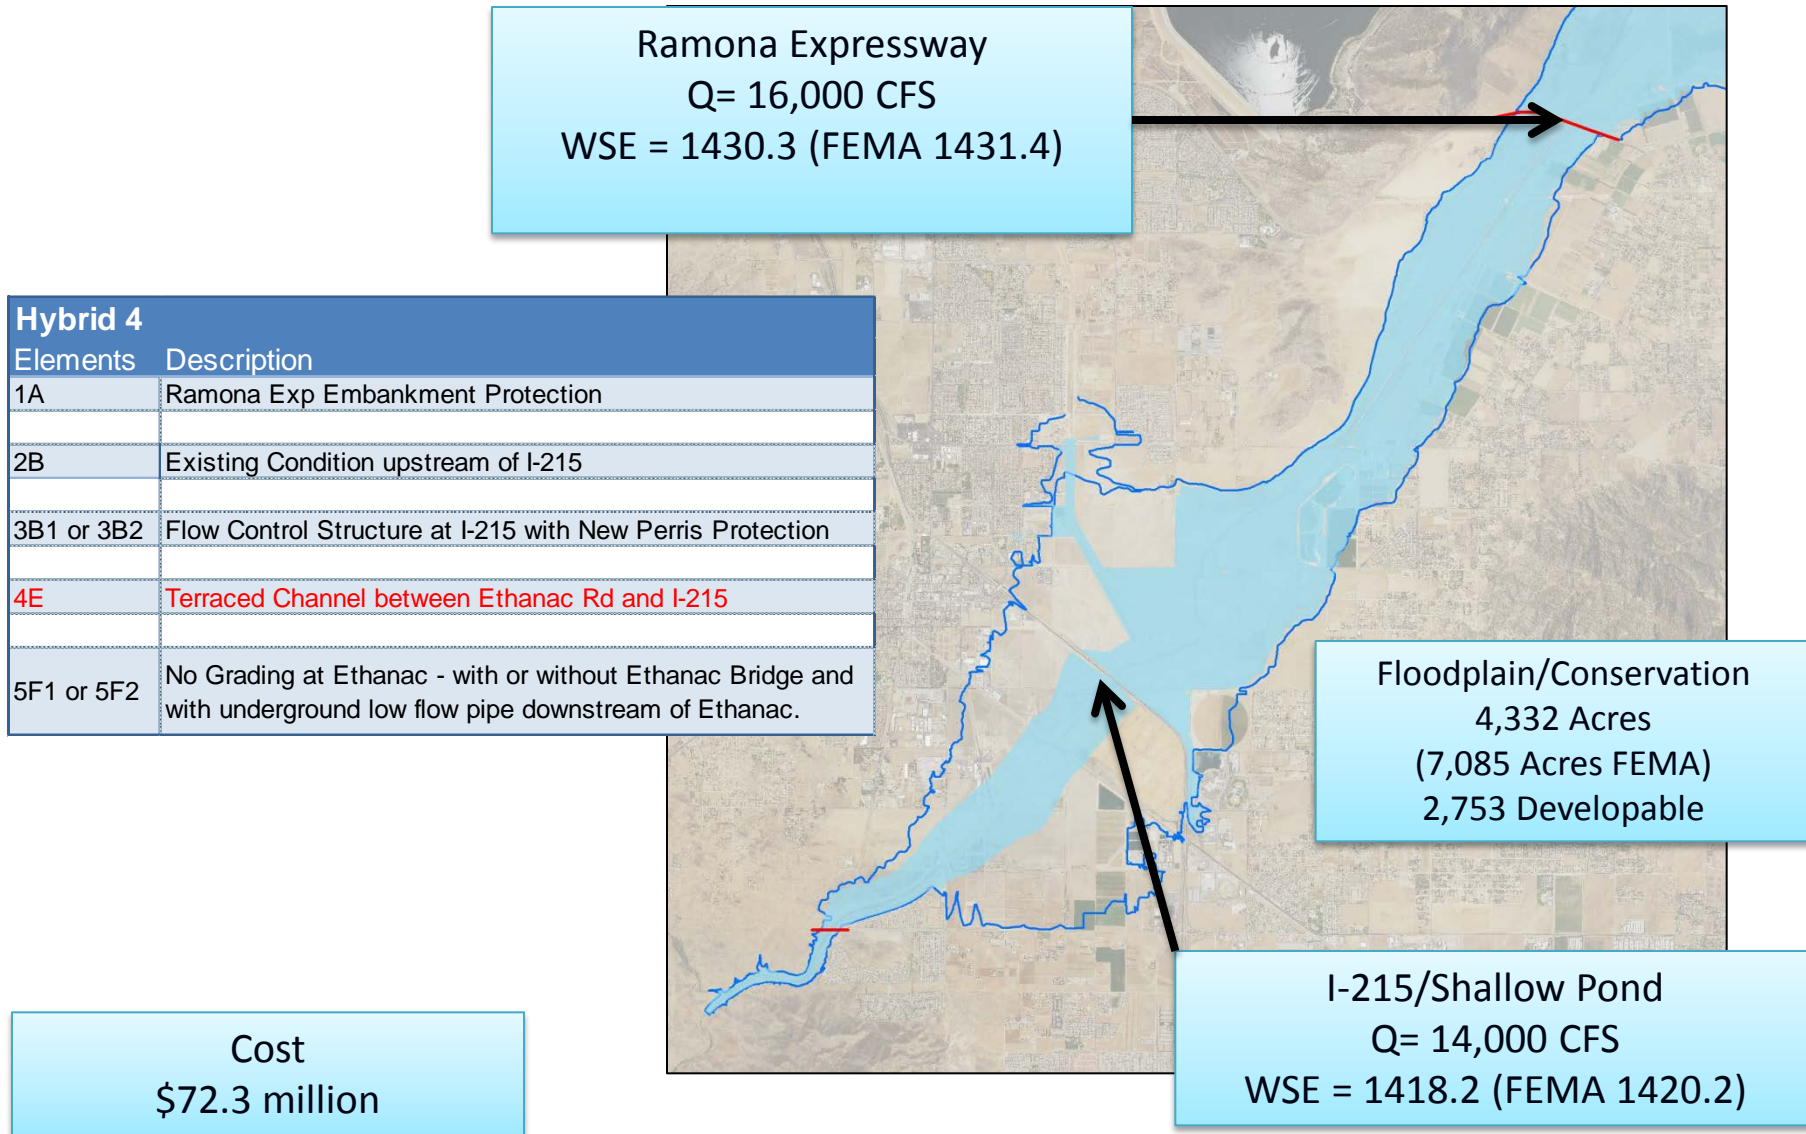 Ramona Expressway
Q= 16,000 CFS
WSE = 1430.3 (FEMA 1431.4)
Hybrid 4
Elements Description
1A Ramona Exp Embankment Protection
2B Existing Condition upstream of I-215
3B1 or 3B2 Flow Control Structure at I-215 with New Perris Protection
4E Terraced Channel between Ethanac Rd and I-215
5F1 or 5F2 No Grading at Ethanac - with or without Ethanac Bridge and
with underground low flow pipe downstream of Ethanac.
Floodplain/Conservation
4,332 Acres
(7,085 Acres FEMA)
2,753 Developable
I-215/Shallow Pond
Q= 14,000 CFS
WSE = 1418.2 (FEMA 1420.2)
Cost
$72.3 million